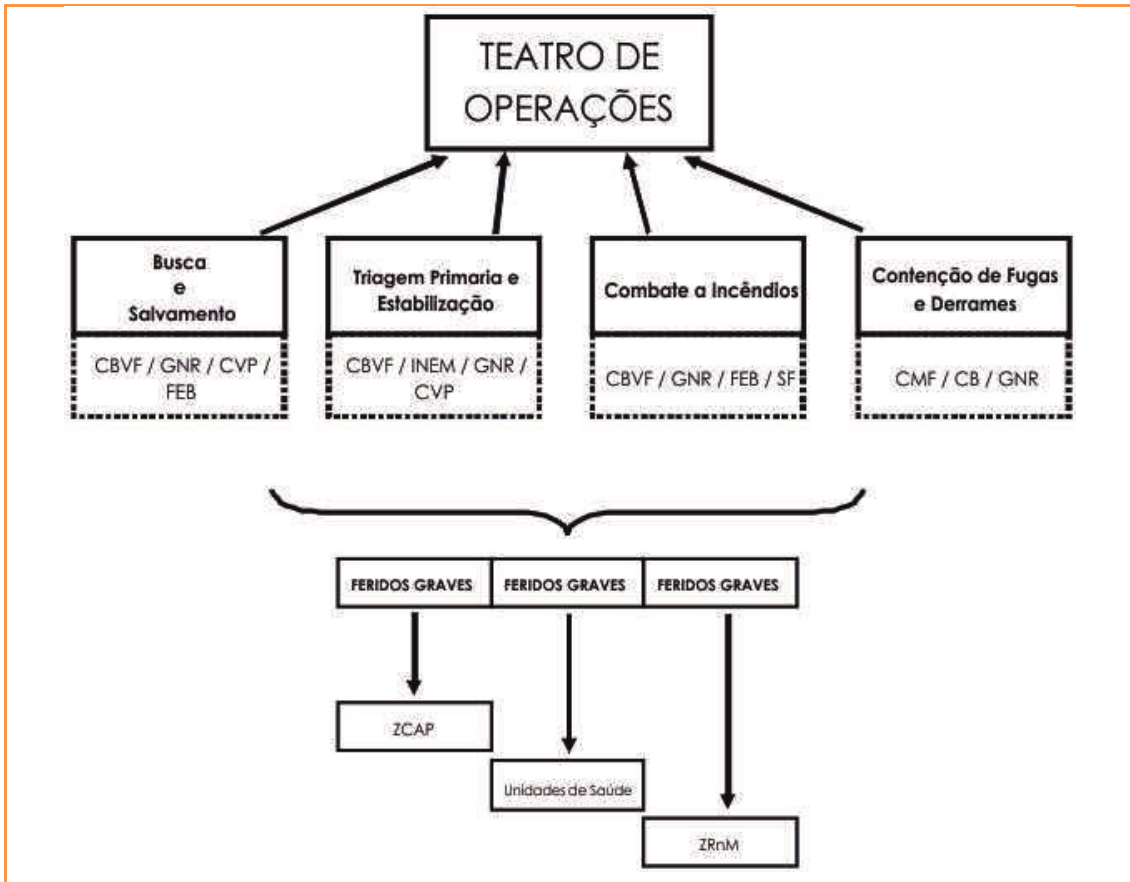 TEATRO DE
OPERAÇÕES
Busca
e
Salvamento
Triagem Primaria e
Estabilização
Combate a Incêndios
Contenção de Fugas
e Derrames
CBVF / GNR / CVP /
FEB
CBVF / INEM / GNR /
CVP
CBVF / GNR / FEB / SF
CMF / CB / GNR
FERIDOS GRAVES
FERIDOS GRAVES
FERIDOS GRAVES
ZCAP
Unidades de Saúde
ZRnM